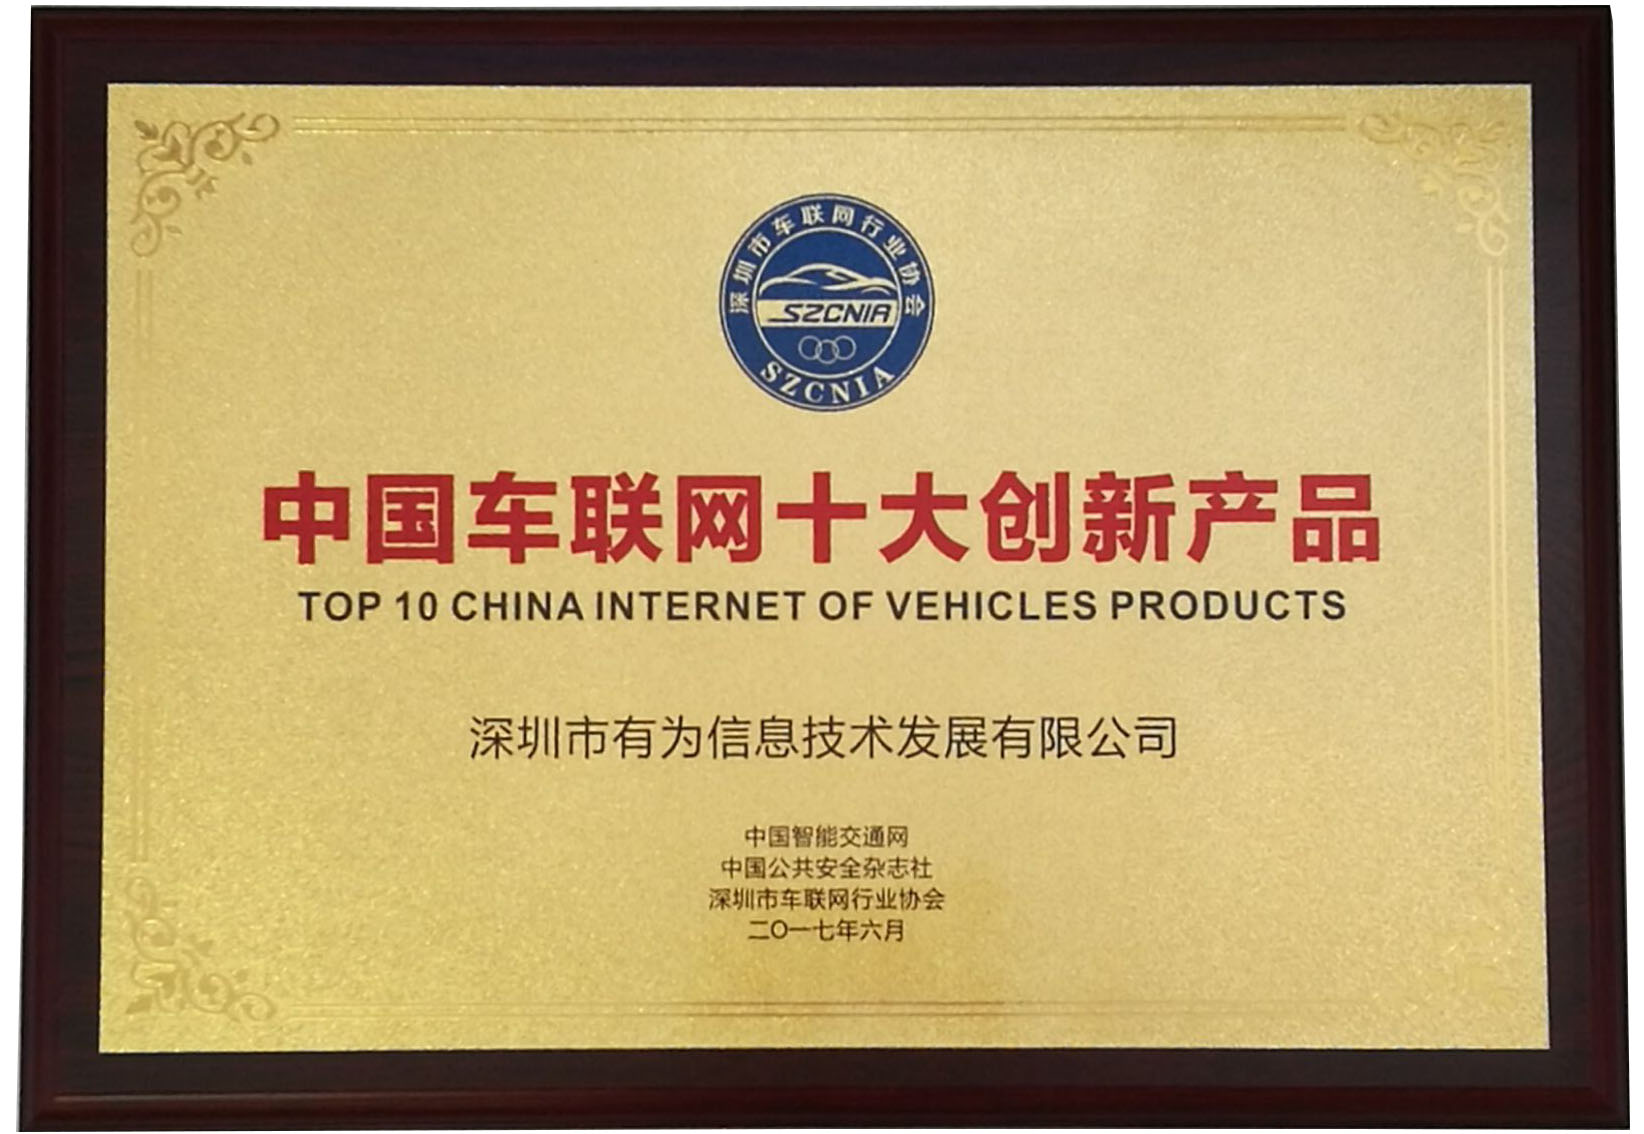 深圳市车联网行业协会
SZCNIA
SZCNIA
中国车联网十大创新产品
TOP 10 CHINA INTERNET OF VEHICLES PRODUCTS
深圳市有为信息技术发展有限公司
中国智能交通网
中国公共安全杂志社
深圳市车联网行业协会
二〇一七年六月